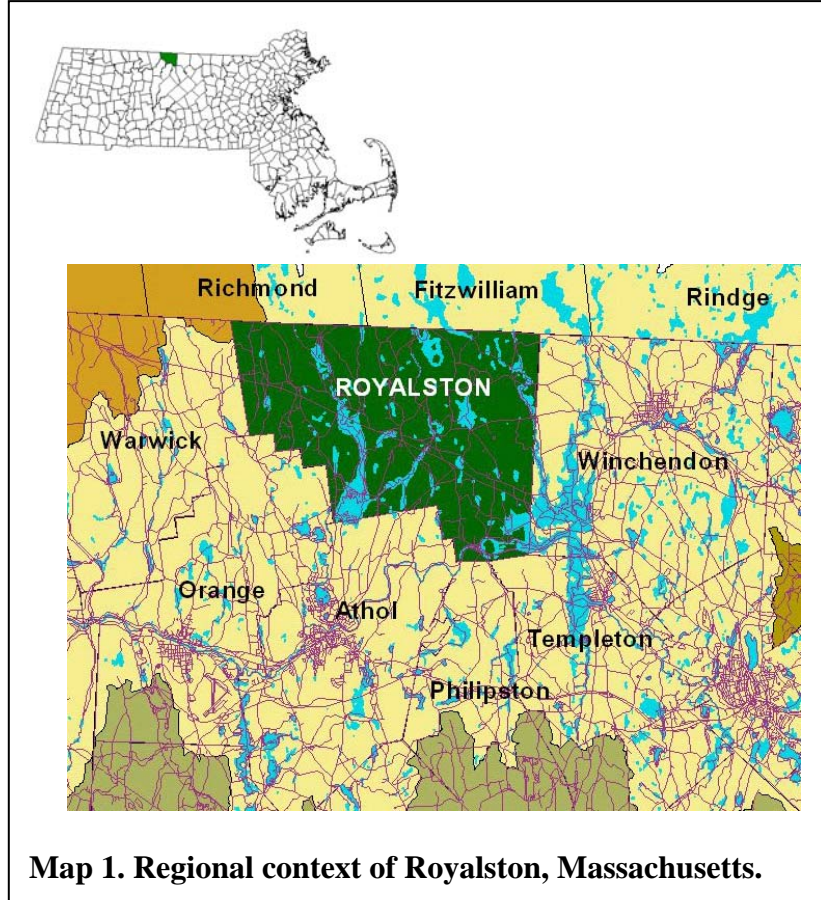 Richmond Fitzwilliam Rindge
ROYALSTON
Warwick
Winchendon
Orange
Athol
Templeton
Philipston
Map 1. Regional context of Royalston, Massachusetts.